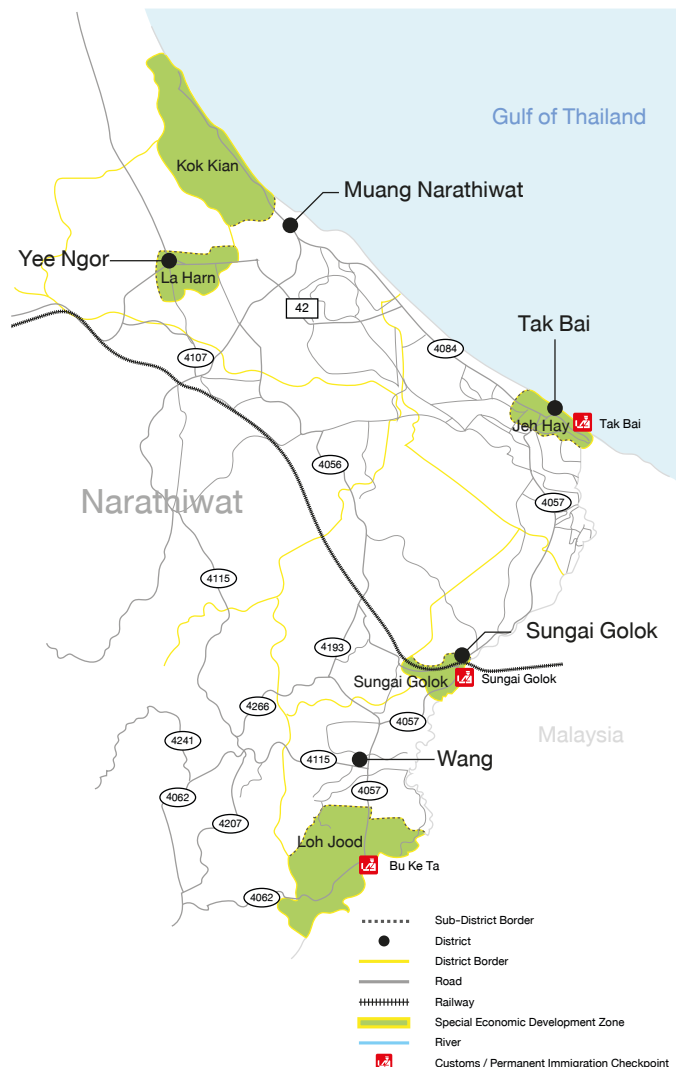 Gulf of Thailand
Kok Kian
Muang Narathiwat
Yee Ngor
La Harn
42
Tak Bai
4084
4107
Jeh Hay
Tak Bai
4056
Narathiwat
4057
4115
Sungai Golok
4193
Sungai Golok
Sungai Golok
4266
4057
4241
Malaysia
4115
Wang
4062
4057
4207
Loh Jood
Bu Ke Ta
4062
Sub-District Border
District
District Border
Road
Railway
Special Economic Development Zone
River
Customs / Permanent Immigration Checkpoint